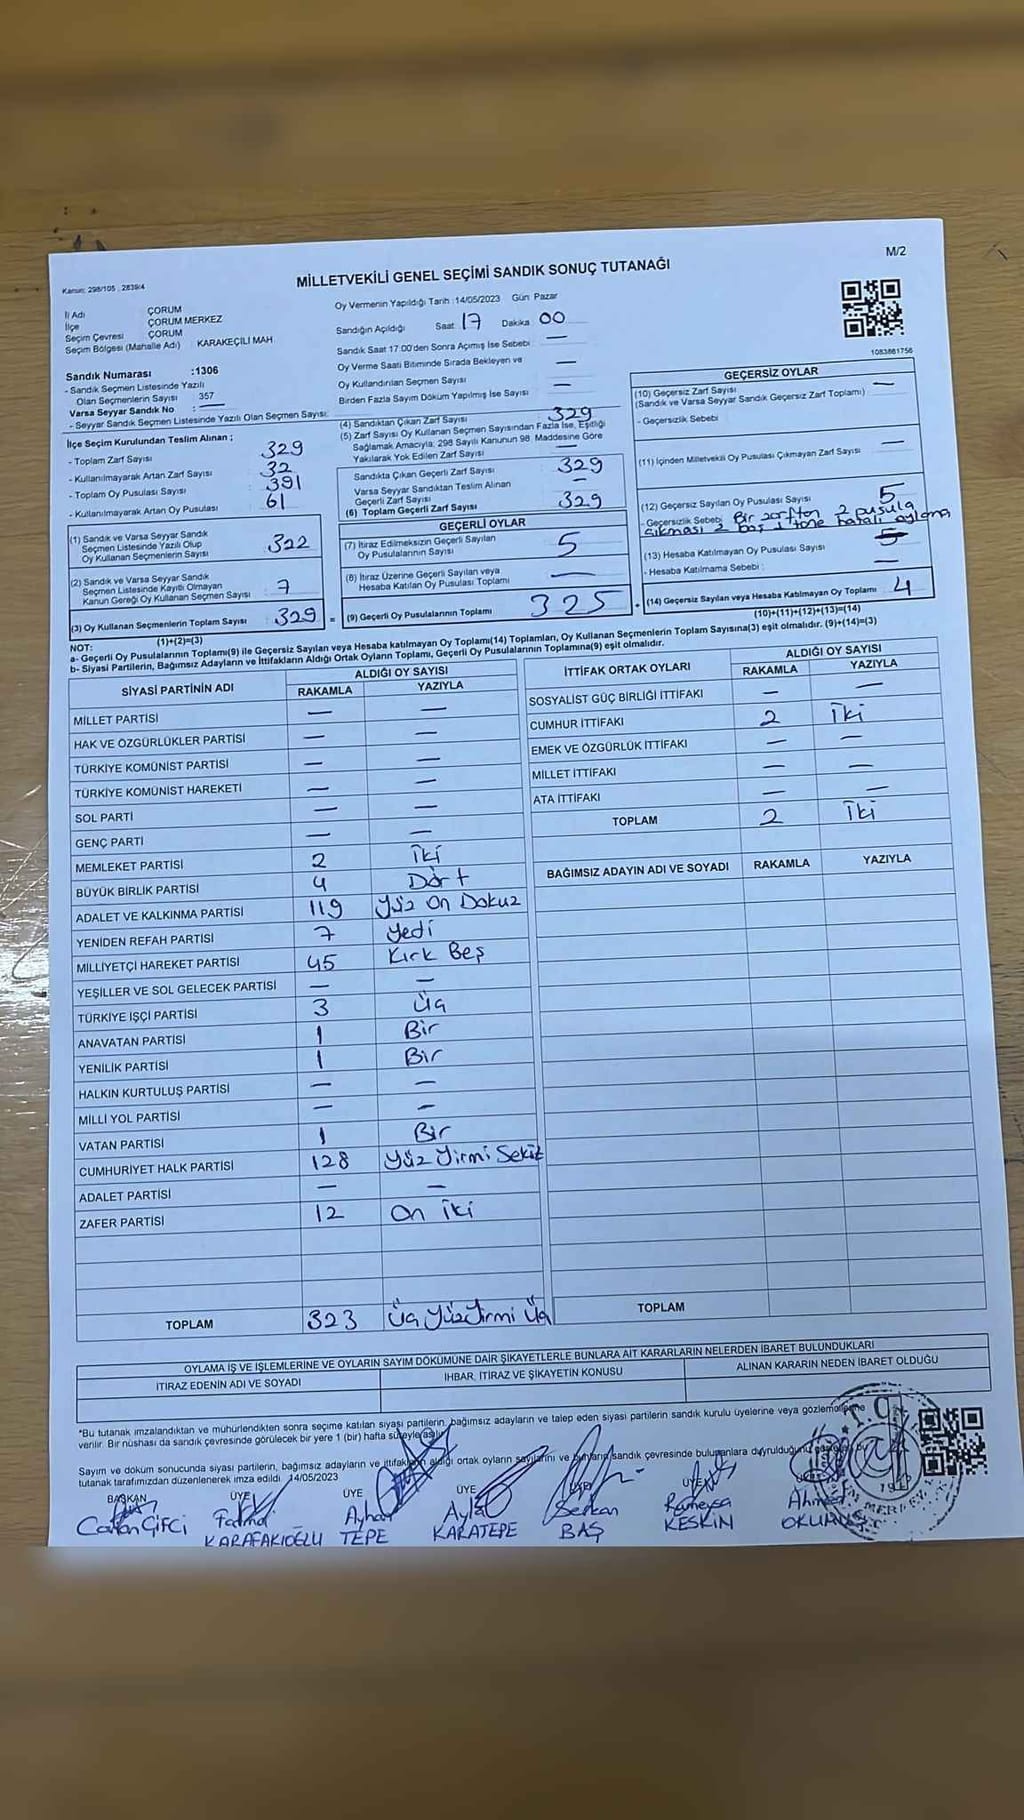 M/2
Kanun: 298/105 , 2839/4
MİLLETVEKİLİ GENEL SEÇİMİ SANDIK SONUÇ TUTANAĞI
İl Adı ÇORUM
İlçe ÇORUM MERKEZ
Seçim Çevresi ÇORUM
Seçim Bölgesi (Mahalle Adı) KARAKEÇİLİ MAH
Sandık Numarası :1306
- Sandık Seçmen Listesinde Yazılı
Olan Seçmenlerin Sayısı 357
Varsa Seyyar Sandık No : —
- Seyyar Sandık Seçmen Listesinde Yazılı Olan Seçmen Sayısı:
İlçe Seçim Kurulundan Teslim Alınan ;
- Toplam Zarf Sayısı 329
- Kullanılmayarak Artan Zarf Sayısı 32
- Toplam Oy Pusulası Sayısı 391
- Kullanılmayarak Artan Oy Pusulası 61
Oy Vermenin Yapıldığı Tarih :14/05/2023 Gün: Pazar
Sandığın Açıldığı Saat 17 Dakika 00
Sandık Saat 17:00'den Sonra Açımış İse Sebebi —
Oy Verme Saati Bitiminde Sırada Bekleyen ve
Oy Kullandırılan Seçmen Sayısı —
Birden Fazla Sayım Döküm Yapılmış İse Sayısı —
(4) Sandıktan Çıkan Zarf Sayısı 329
(5) Zarf Sayısı Oy Kullanan Seçmen Sayısından Fazla İse, Eşitliği
Sağlamak Amacıyla; 298 Sayılı Kanunun 98. Maddesine Göre
Yakılarak Yok Edilen Zarf Sayısı —
Sandıkta Çıkan Geçerli Zarf Sayısı 329
Varsa Seyyar Sandıktan Teslim Alınan
Geçerli Zarf Sayısı —
(6) Toplam Geçerli Zarf Sayısı 329
1083861756
GEÇERSİZ OYLAR
(10) Geçersiz Zarf Sayısı —
(Sandık ve Varsa Seyyar Sandık Geçersiz Zarf Toplamı)
- Geçersizlik Sebebi
(11) İçinden Milletvekili Oy Pusulası Çıkmayan Zarf Sayısı —
(12) Geçersiz Sayılan Oy Pusulası Sayısı 5
- Geçersizlik Sebebi Bir zarftan 2 pusula
çıkması 2 boş 1 tane hatalı oylama
(13) Hesaba Katılmayan Oy Pusulası Sayısı
- Hesaba Katılmama Sebebi : —
(14) Geçersiz Sayılan veya Hesaba Katılmayan Oy Toplamı 4
(10)+(11)+(12)+(13)=(14)
(1) Sandık ve Varsa Seyyar Sandık
Seçmen Listesinde Yazılı Olup
Oy Kullanan Seçmenlerin Sayısı 322
(2) Sandık ve Varsa Seyyar Sandık
Seçmen Listesinde Kayıtlı Olmayan
Kanun Gereği Oy Kullanan Seçmen Sayısı 7
(3) Oy Kullanan Seçmenlerin Toplam Sayısı 329
(1)+(2)=(3)
GEÇERLİ OYLAR
(7) İtiraz Edilmeksizin Geçerli Sayılan
Oy Pusulalarının Sayısı 5
(8) İtiraz Üzerine Geçerli Sayılan veya
Hesaba Katılan Oy Pusulası Toplamı —
(9) Geçerli Oy Pusulalarının Toplamı 325
NOT:
a- Geçerli Oy Pusulalarının Toplamı(9) ile Geçersiz Sayılan veya Hesaba Katılmayan Oy Toplamı(14) Toplamları, Oy Kullanan Seçmenlerin Toplam Sayısına(3) eşit olmalıdır. (9)+(14)=(3)
b- Siyasi Partilerin, Bağımsız Adayların ve İttifakların Aldığı Ortak Oyların Toplamı, Geçerli Oy Pusulalarının Toplamına(9) eşit olmalıdır.
SİYASİ PARTİNİN ADI ALDIĞI OY SAYISI
RAKAMLA YAZIYLA
MİLLET PARTİSİ — —
HAK VE ÖZGÜRLÜKLER PARTİSİ — —
TÜRKİYE KOMÜNİST PARTİSİ — —
TÜRKİYE KOMÜNİST HAREKETİ — —
SOL PARTİ — —
GENÇ PARTİ — —
MEMLEKET PARTİSİ 2 İki
BÜYÜK BİRLİK PARTİSİ 4 Dört
ADALET VE KALKINMA PARTİSİ 119 Yüz On Dokuz
YENİDEN REFAH PARTİSİ 7 Yedi
MİLLİYETÇİ HAREKET PARTİSİ 45 Kırk Beş
YEŞİLLER VE SOL GELECEK PARTİSİ — —
TÜRKİYE İŞÇİ PARTİSİ 3 Üç
ANAVATAN PARTİSİ 1 Bir
YENİLİK PARTİSİ 1 Bir
HALKIN KURTULUŞ PARTİSİ — —
MİLLİ YOL PARTİSİ — —
VATAN PARTİSİ 1 Bir
CUMHURİYET HALK PARTİSİ 128 Yüz Yirmi Sekiz
ADALET PARTİSİ — —
ZAFER PARTİSİ 12 On İki
TOPLAM 323 Üç Yüz Yirmi Üç
İTTİFAK ORTAK OYLARI ALDIĞI OY SAYISI
RAKAMLA YAZIYLA
SOSYALİST GÜÇ BİRLİĞİ İTTİFAKI — —
CUMHUR İTTİFAKI 2 İki
EMEK VE ÖZGÜRLÜK İTTİFAKI — —
MİLLET İTTİFAKI — —
ATA İTTİFAKI — —
TOPLAM 2 İki
BAĞIMSIZ ADAYIN ADI VE SOYADI RAKAMLA YAZIYLA
TOPLAM
OYLAMA İŞ VE İŞLEMLERİNE VE OYLARIN SAYIM DÖKÜMÜNE DAİR ŞİKAYETLERLE BUNLARA AİT KARARLARIN NELERDEN İBARET BULUNDUKLARI
İTİRAZ EDENİN ADI VE SOYADI İHBAR, İTİRAZ VE ŞİKAYETİN KONUSU ALINAN KARARIN NEDEN İBARET OLDUĞU
*Bu tutanak imzalandıktan ve mühürlendikten sonra seçime katılan siyasi partilerin, bağımsız adayların ve talep eden siyasi partilerin sandık kurulu üyelerine veya gözlemcilerine
verilir. Bir nüshası da sandık çevresinde görülecek bir yere 1 (bir) hafta süreyle asılır.
Sayım ve döküm sonucunda siyasi partilerin, bağımsız adayların ve ittifakların aldığı ortak oyların sayılarını ve bunların sandık çevresinde bulunanlara duyrulduğunu gösteren bu
tutanak tarafımızdan düzenlenerek imza edildi. 14/05/2023
BAŞKAN ÜYE ÜYE ÜYE ÜYE ÜYE
ÇİFCİ Fadime Ayhan Ayla Serkan Rümeysa Ahmet
KARAFAKIOĞLU TEPE KARATEPE BAŞ KESKİN OKUMUŞ
T.C.